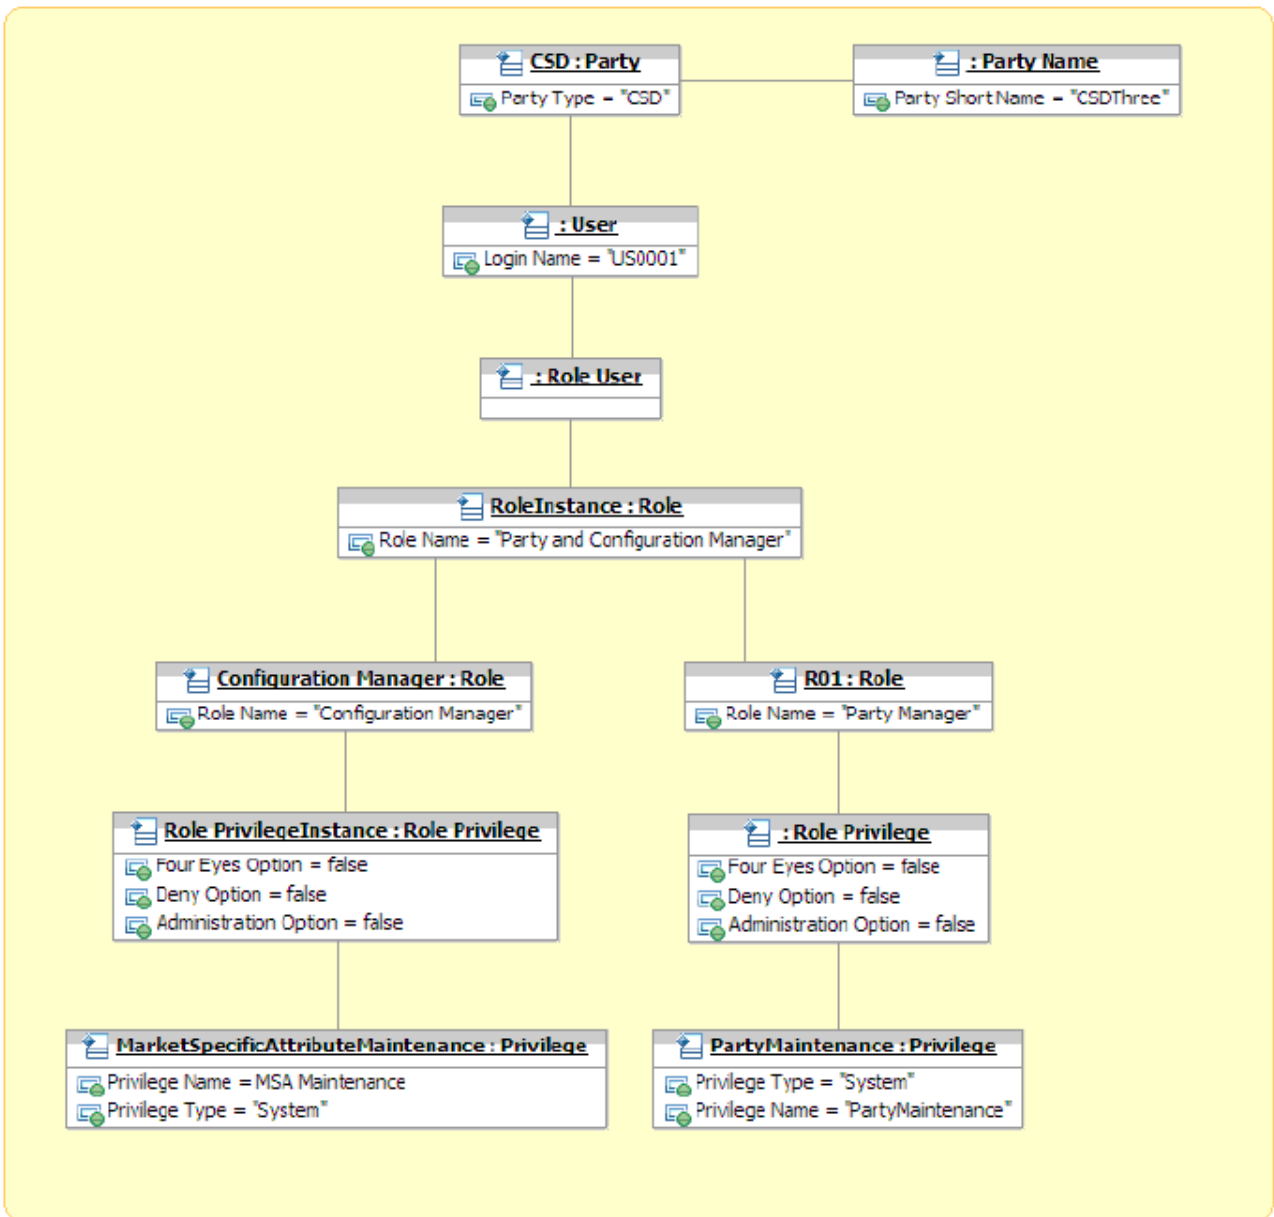 CSD : Party
Party Type = "CSD"
: Party Name
Party Short Name = "CSDThree"
: User
Login Name = "US0001"
: Role User
RoleInstance : Role
Role Name = "Party and Configuration Manager"
Configuration Manager : Role
Role Name = "Configuration Manager"
R01 : Role
Role Name = "Party Manager"
Role PrivilegeInstance : Role Privilege
Four Eyes Option = false
Deny Option = false
Administration Option = false
: Role Privilege
Four Eyes Option = false
Deny Option = false
Administration Option = false
MarketSpecificAttributeMaintenance : Privilege
Privilege Name = MSA Maintenance
Privilege Type = "System"
PartyMaintenance : Privilege
Privilege Type = "System"
Privilege Name = "PartyMaintenance"